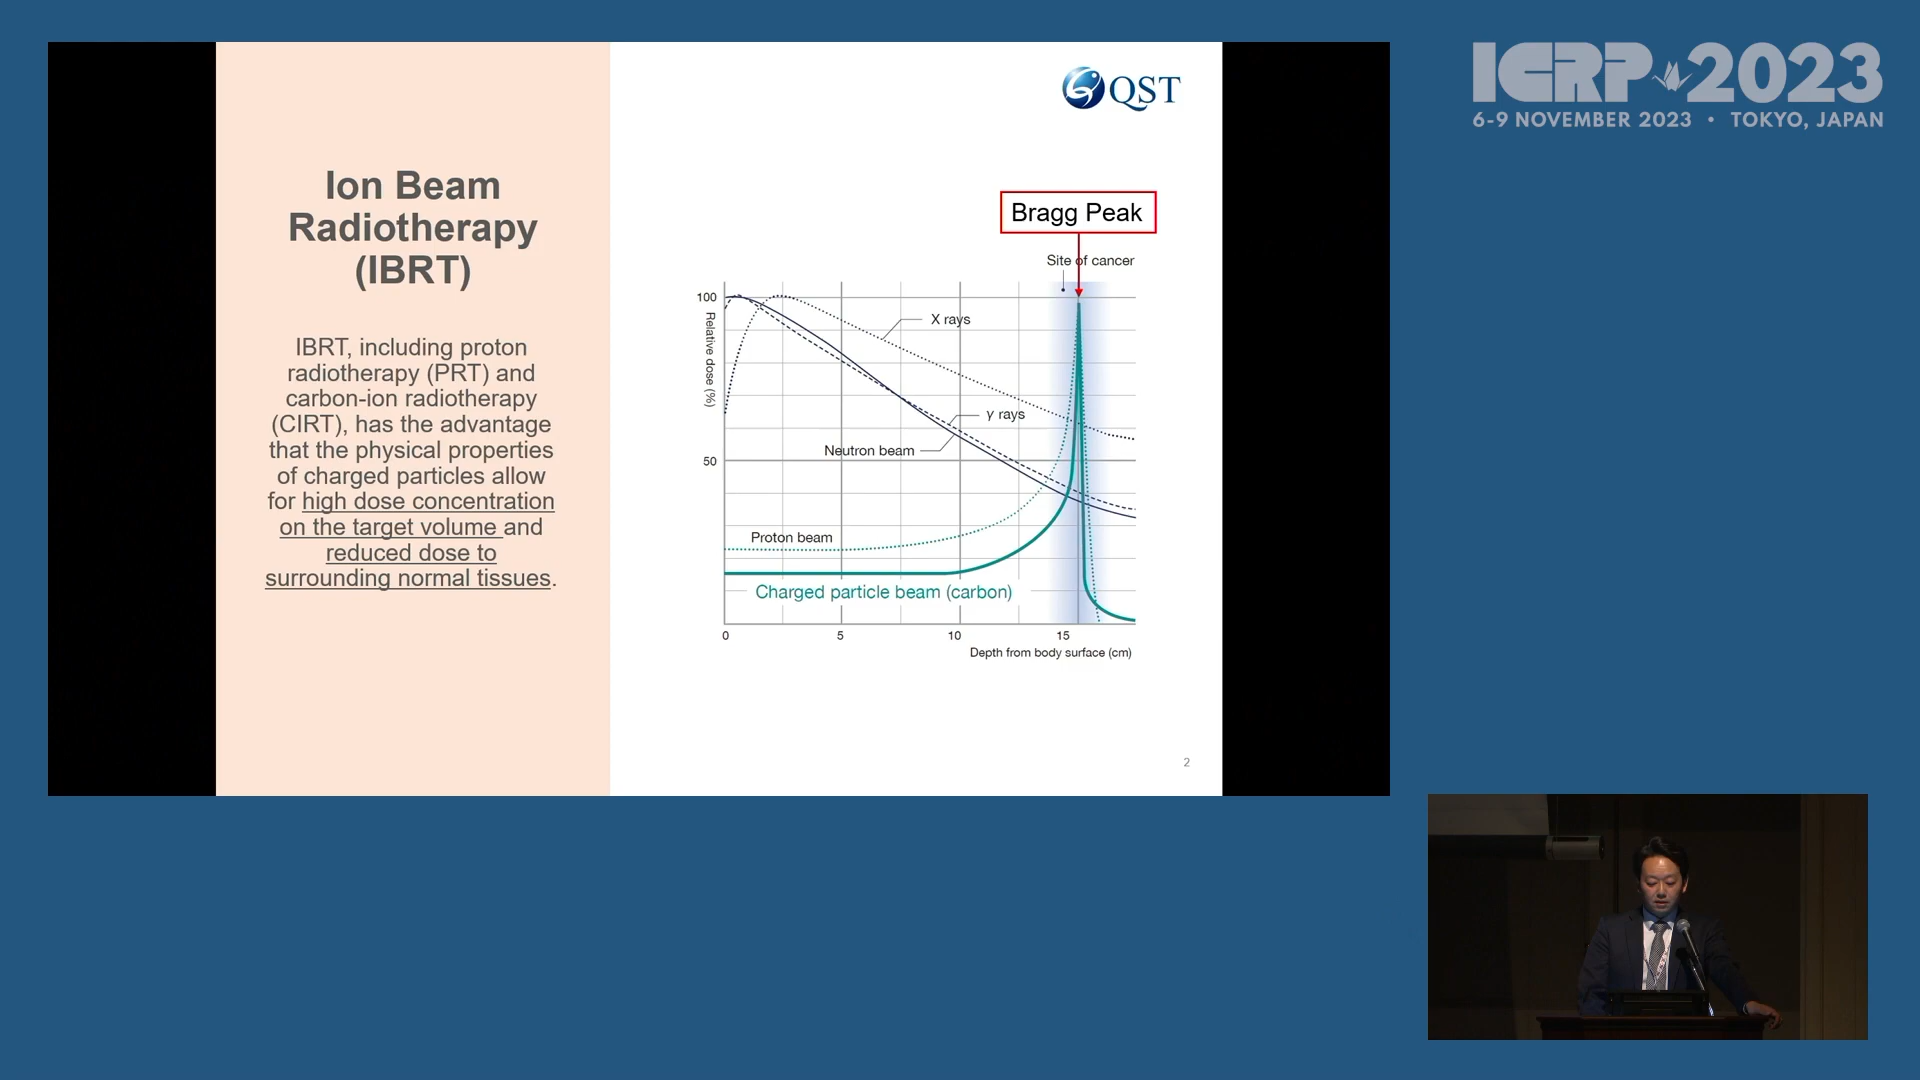 ICRP 2023
6-9 NOVEMBER 2023 • TOKYO, JAPAN
QST
Ion Beam
Radiotherapy
(IBRT)
IBRT, including proton
radiotherapy (PRT) and
carbon-ion radiotherapy
(CIRT), has the advantage
that the physical properties
of charged particles allow
for high dose concentration
on the target volume and
reduced dose to
surrounding normal tissues.
Bragg Peak
Site of cancer
100
50
Relative dose (%)
X rays
γ rays
Neutron beam
Proton beam
Charged particle beam (carbon)
0 5 10 15
Depth from body surface (cm)
2